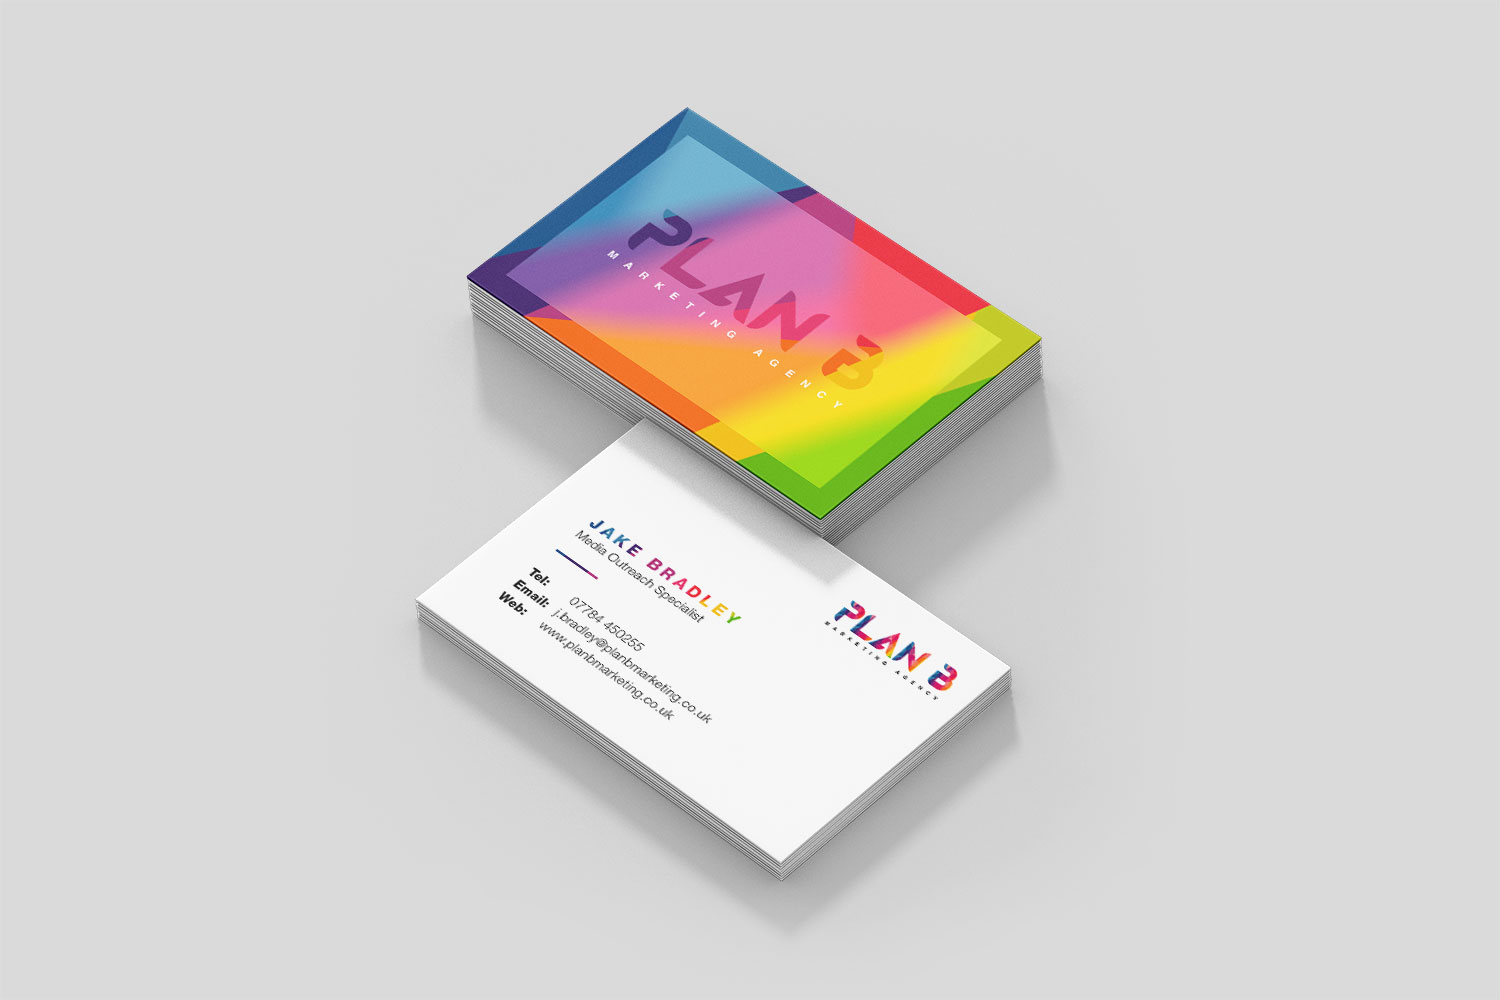 PLAN B
MARKETING AGENCY
JAKE BRADLEY
Media Outreach Specialist
Tel: 07784 450255
Email: j.bradley@planbmarketing.co.uk
Web: www.planbmarketing.co.uk
PLAN B
MARKETING AGENCY